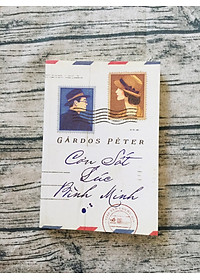 GÁRDOS PÉTER
Cơn Sốt
Lúc
Bình Minh